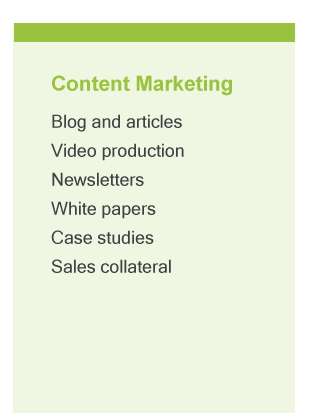 Content Marketing
Blog and articles
Video production
Newsletters
White papers
Case studies
Sales collateral